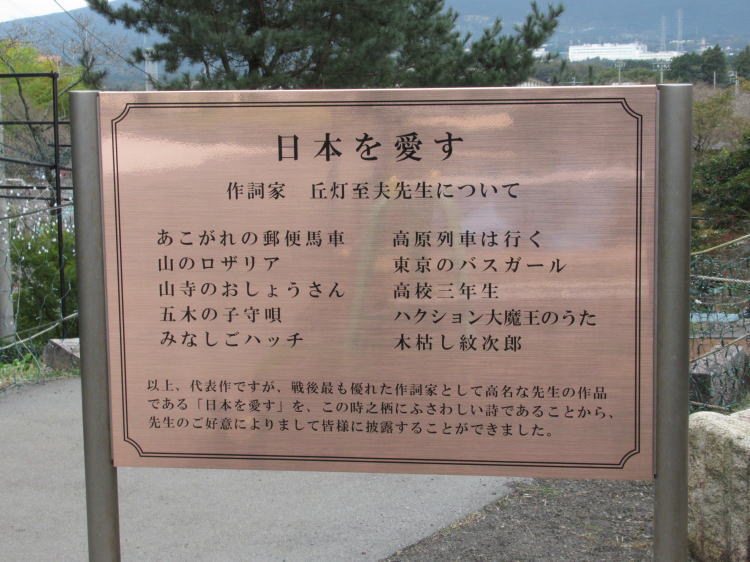 日本を愛す
作詞家　丘灯至夫先生について
あこがれの郵便馬車
山のロザリア
山寺のおしょうさん
五木の子守唄
みなしごハッチ
高原列車は行く
東京のバスガール
高校三年生
ハクション大魔王のうた
木枯し紋次郎
以上、代表作ですが、戦後最も優れた作詞家として高名な先生の作品
である「日本を愛す」を、この時之栖にふさわしい詩であることから、
先生のご好意によりまして皆様に披露することができました。